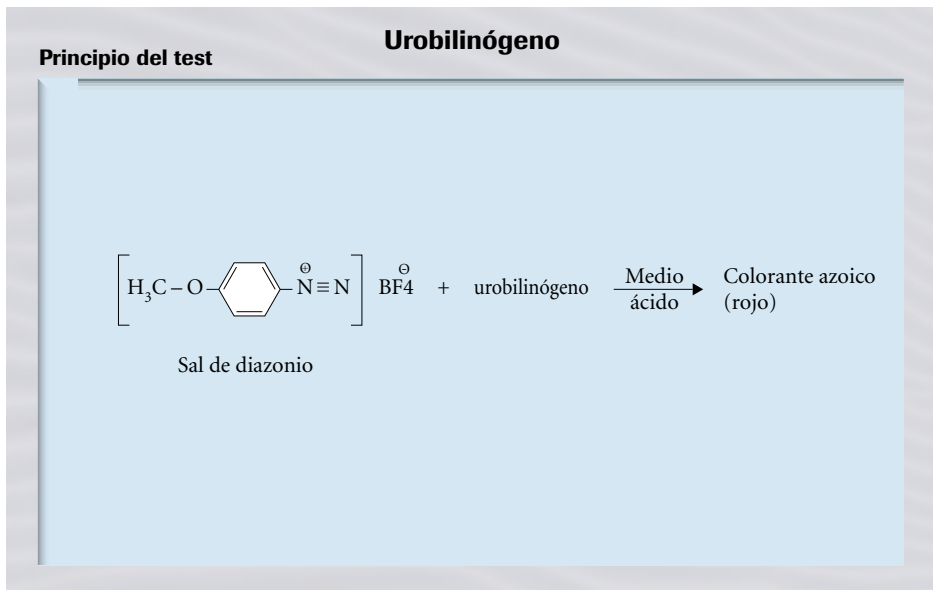 Urobilinógeno
Principio del test
H₃C – O – N⊕ ≡ N BF4⊖ + urobilinógeno Medio ácido Colorante azoico (rojo)
Sal de diazonio